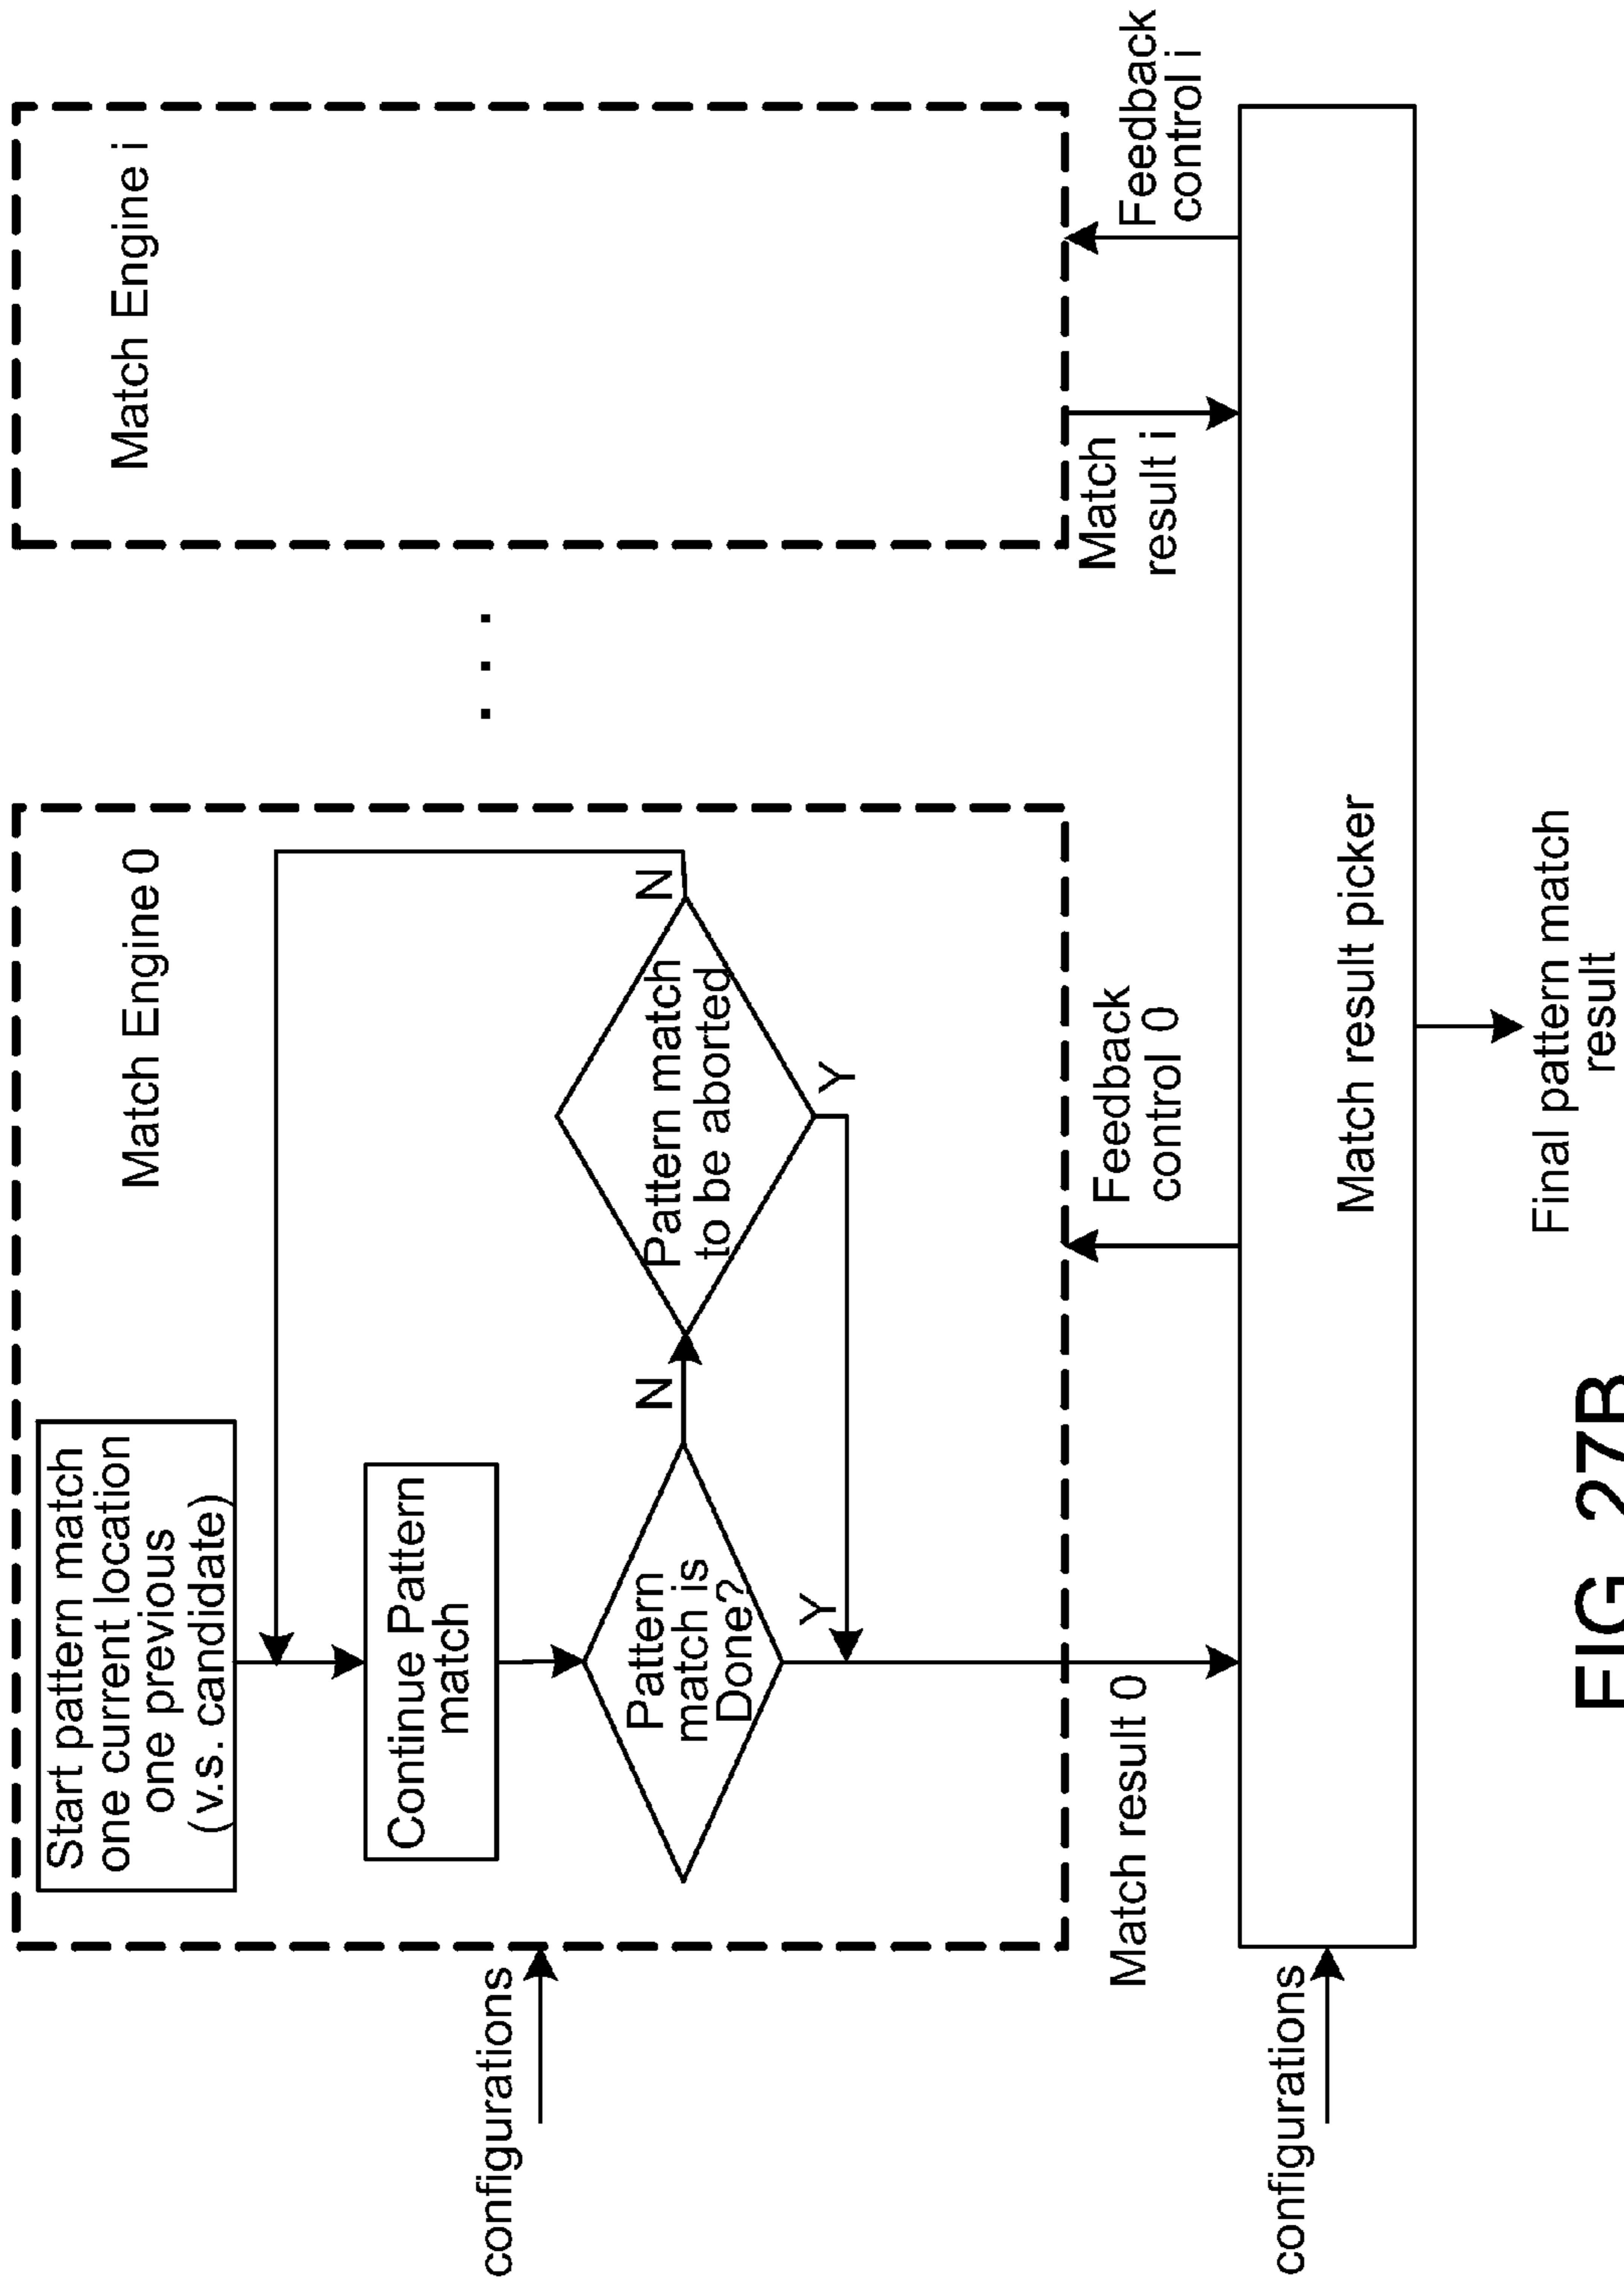 Match Engine 0
Start pattern match
one current location
one previous
(v.s. candidate)
Continue Pattern
match
Pattern
match is
Done?
N
Pattern match
to be aborted
N
Y
Y
configurations
. . .
Match Engine i
Match result 0
Feedback
control 0
Match
result i
Feedback
control i
configurations
Match result picker
Final pattern match
result
FIG. 27B